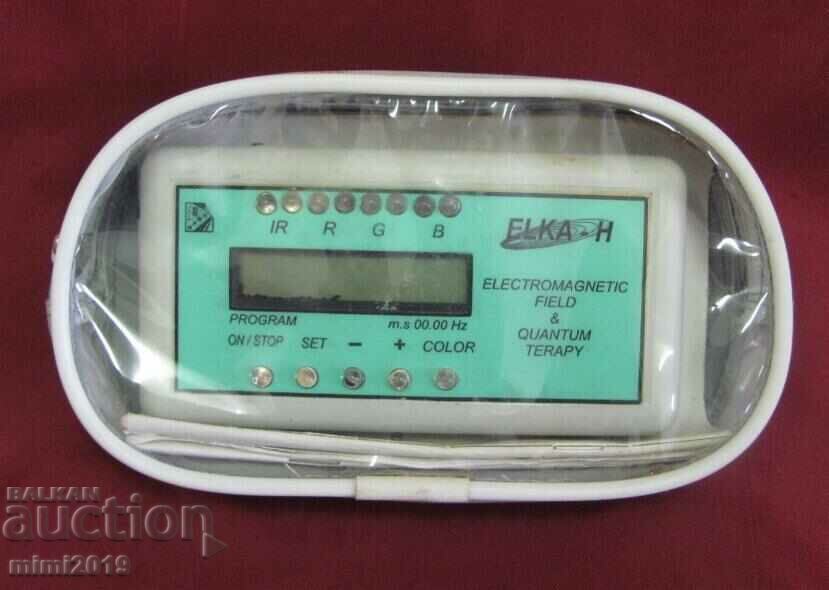 IR R G B
ELKA-H
ELECTROMAGNETIC
FIELD
&
QUANTUM
TERAPY
PROGRAM m.s 00.00 Hz
ON / STOP SET − + COLOR
BALKAN
auction
mimi2019